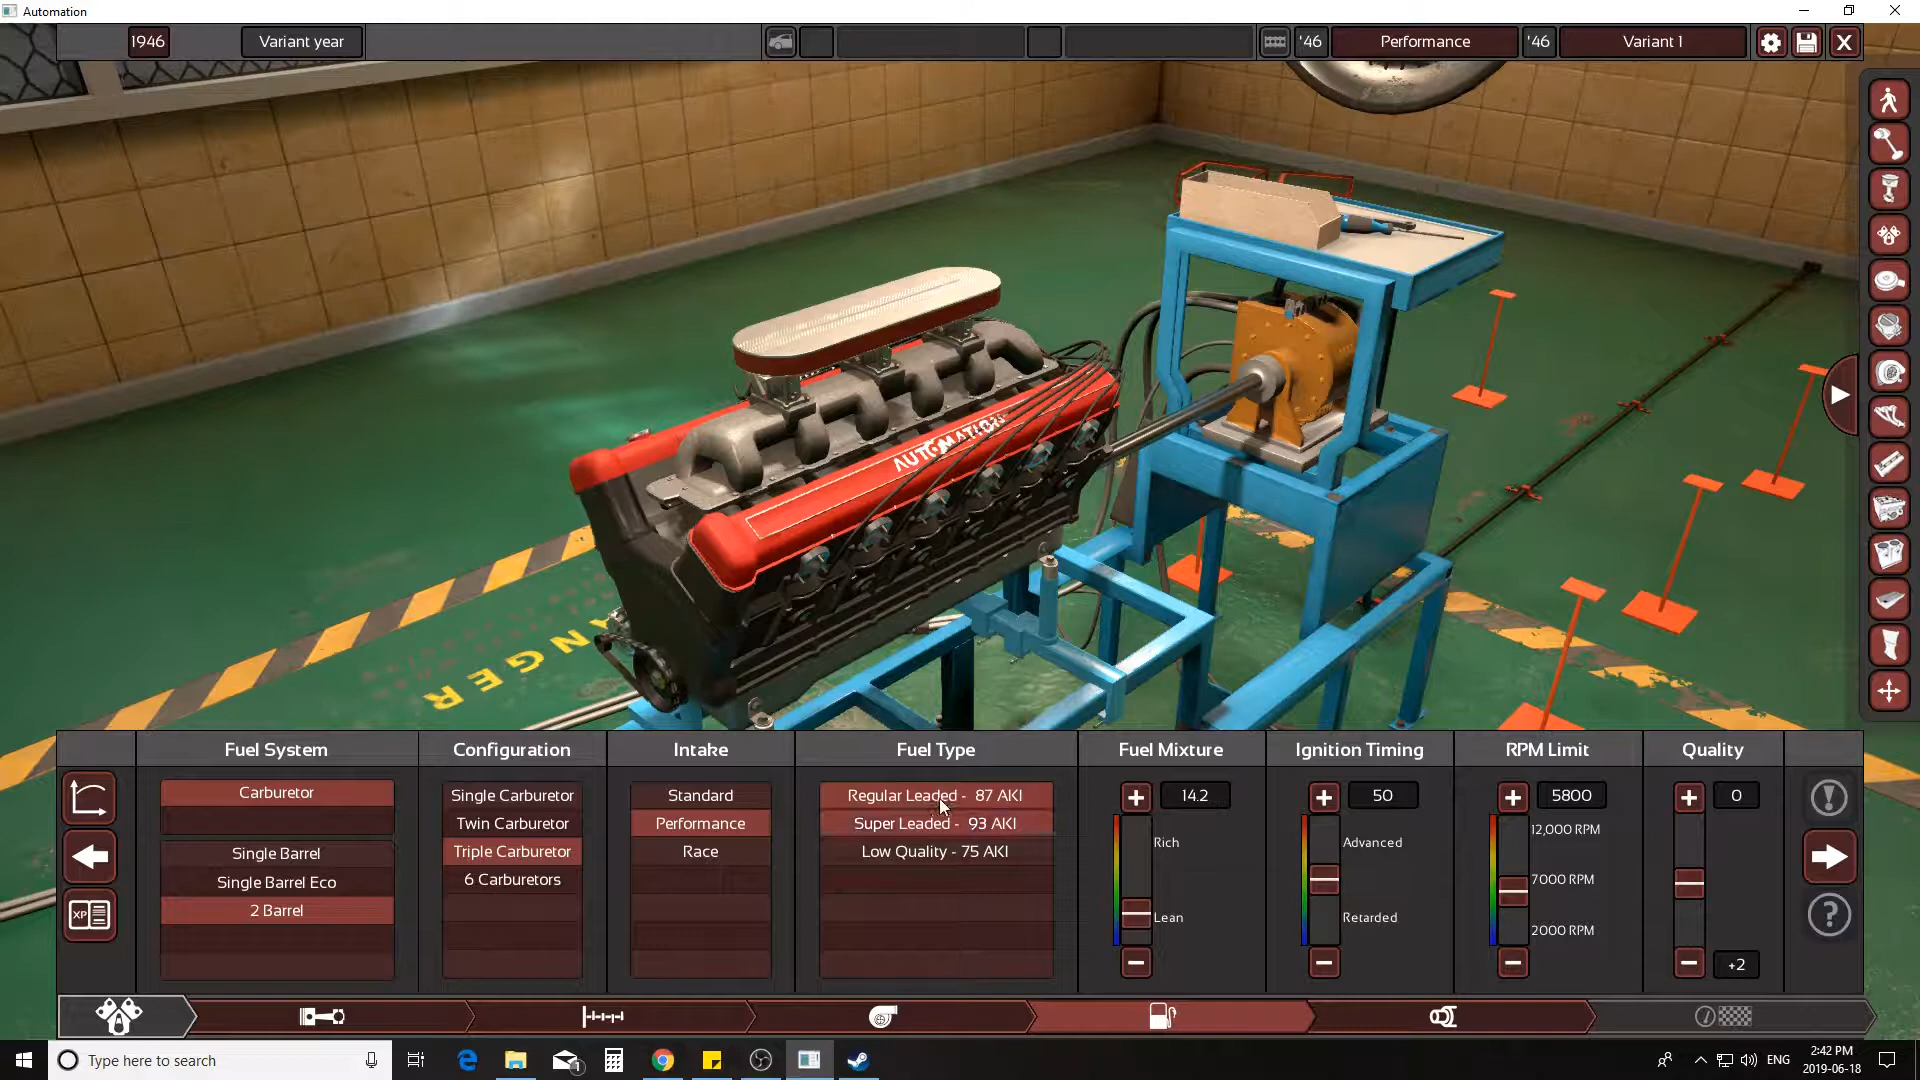 Automation
1946
Variant year
'46
Performance
'46
Variant 1
AUTOMATION
ANGER
Fuel System
Configuration
Intake
Fuel Type
Fuel Mixture
Ignition Timing
RPM Limit
Quality
Carburetor
Single Barrel
Single Barrel Eco
2 Barrel
Single Carburetor
Twin Carburetor
Triple Carburetor
6 Carburetors
Standard
Performance
Race
Regular Leaded - 87 AKI
Super Leaded - 93 AKI
Low Quality - 75 AKI
14.2
Rich
Lean
50
Advanced
Retarded
5800
12,000 RPM
7000 RPM
2000 RPM
0
+2
XP
Type here to search
1
ENG
2:42 PM
2019-06-18